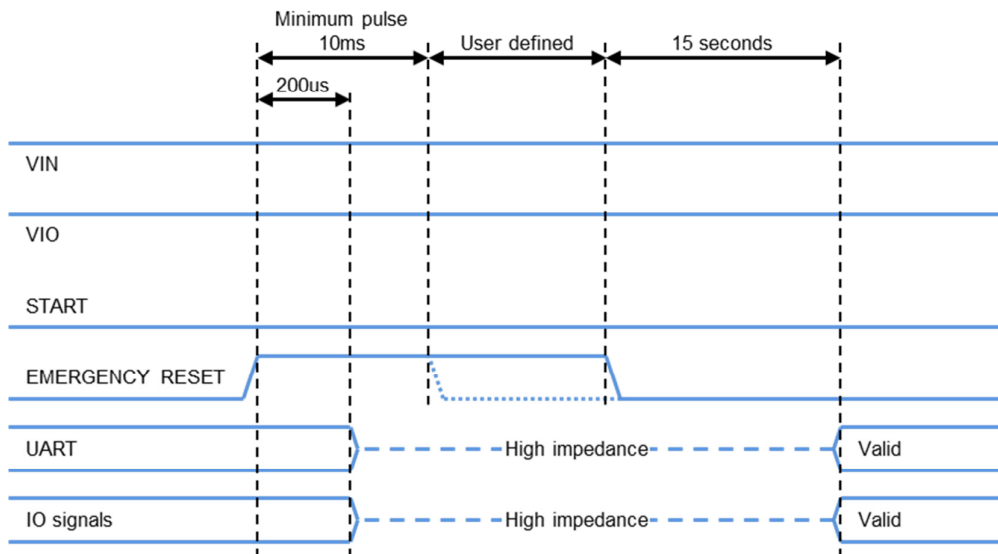 Minimum pulse
10ms
User defined
15 seconds
200us
VIN
VIO
START
EMERGENCY RESET
UART
High impedance
Valid
IO signals
High impedance
Valid